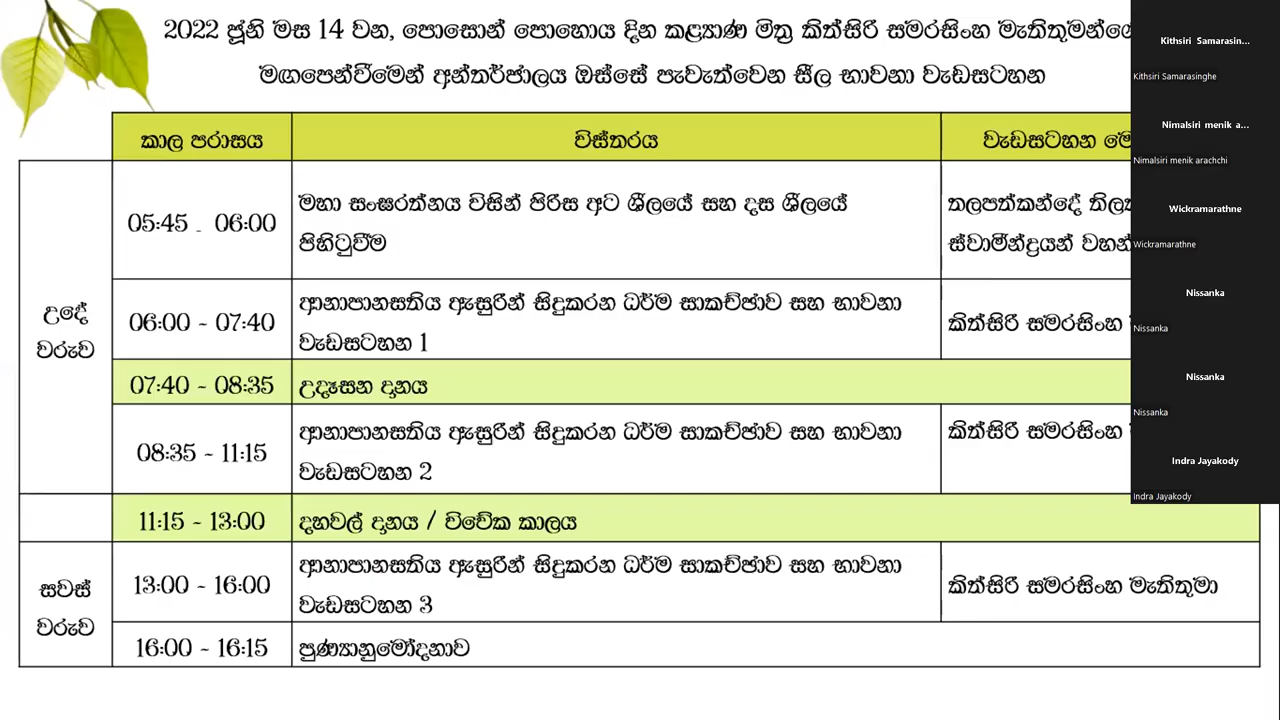 2022 ජූනි මස 14 වන, පොසොන් පොහොය දින කළ්‍යාණ මිත්‍ර කිත්සිරි සමරසිංහ මැතිතුමන්ගේ
මඟපෙන්වීමෙන් අන්තර්ජාලය ඔස්සේ පැවැත්වෙන සීල භාවනා වැඩසටහන
කාල පරාසය විස්තරය වැඩසටහන
උදේ
වරුව
05:45 - 06:00
මහා සංඝරත්නය විසින් පිරිස අට ශීලයේ සහ දස ශීලයේ
පිහිටුවීම
තලපත්කන්දේ
ස්වාමින්ද්‍රයන්
06:00 ~ 07:40
ආනාපානසතිය ඇසුරින් සිදුකරන ධර්ම සාකච්ඡාව සහ භාවනා
වැඩසටහන 1
කිත්සිරි සමරසිංහ
07:40 ~ 08:35 උදෑසන දානය
08:35 ~ 11:15
ආනාපානසතිය ඇසුරින් සිදුකරන ධර්ම සාකච්ඡාව සහ භාවනා
වැඩසටහන 2
කිත්සිරි සමරසිංහ
11:15 ~ 13:00 දහවල් දානය / විවේක කාලය
සවස්
වරුව
13:00 ~ 16:00
ආනාපානසතිය ඇසුරින් සිදුකරන ධර්ම සාකච්ඡාව සහ භාවනා
වැඩසටහන 3
කිත්සිරි සමරසිංහ මැතිතුමා
16:00 ~ 16:15 පුණ්‍යානුමෝදනාව
Kithsiri Samarasin...
Kithsiri Samarasinghe
Nimalsiri menik a...
Nimalsiri menik arachchi
Wickramarathne
Wickramarathne
Nissanka
Nissanka
Nissanka
Nissanka
Indra Jayakody
Indra Jayakody